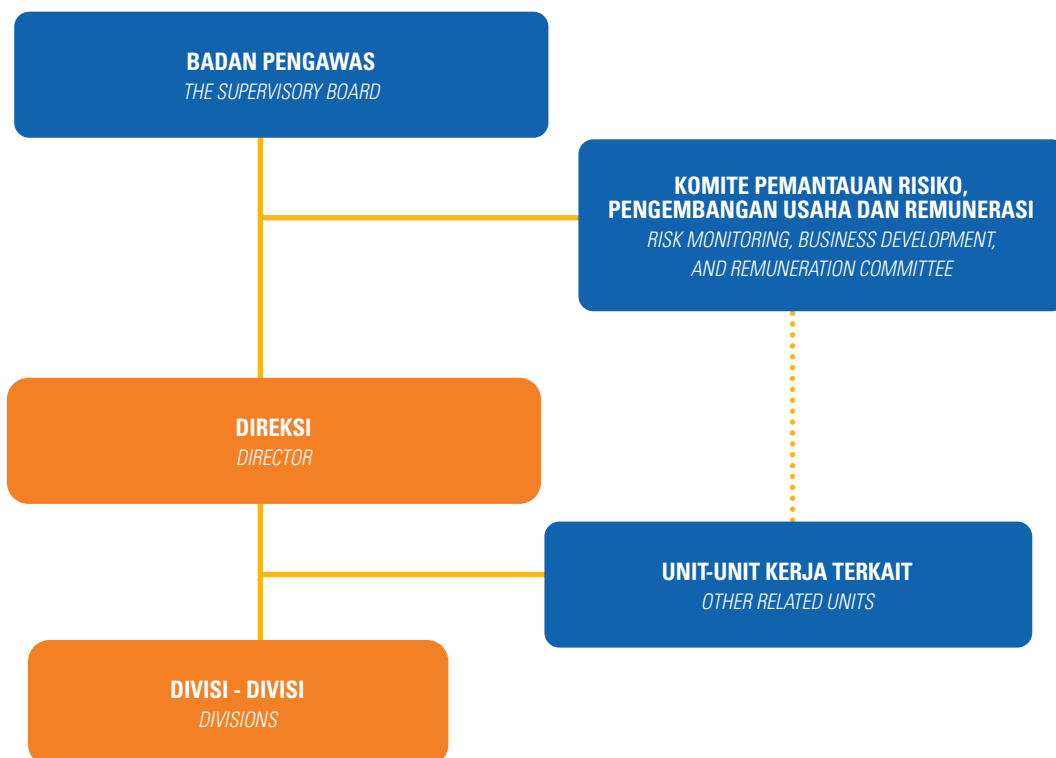 BADAN PENGAWAS
THE SUPERVISORY BOARD
KOMITE PEMANTAUAN RISIKO,
PENGEMBANGAN USAHA DAN REMUNERASI
RISK MONITORING, BUSINESS DEVELOPMENT,
AND REMUNERATION COMMITTEE
DIREKSI
DIRECTOR
UNIT-UNIT KERJA TERKAIT
OTHER RELATED UNITS
DIVISI - DIVISI
DIVISIONS